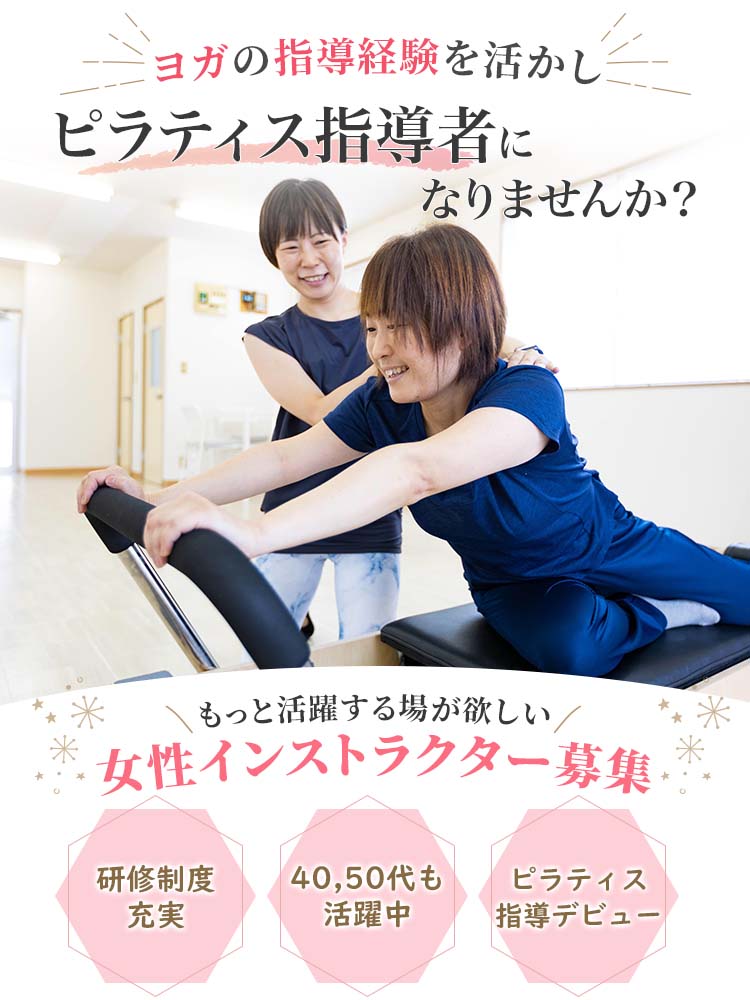 ヨガの指導経験を活かし
ピラティス指導者に
なりませんか？
もっと活躍する場が欲しい
女性インストラクター募集
研修制度
充実
40,50代も
活躍中
ピラティス
指導デビュー